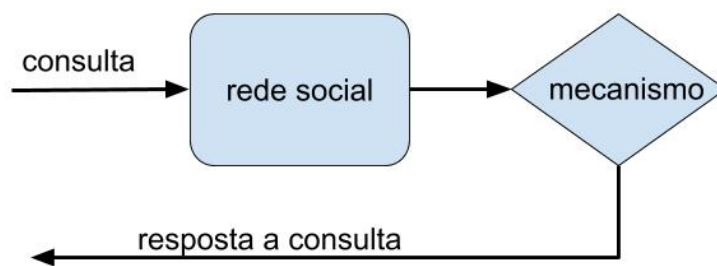 consulta
rede social
mecanismo
resposta a consulta